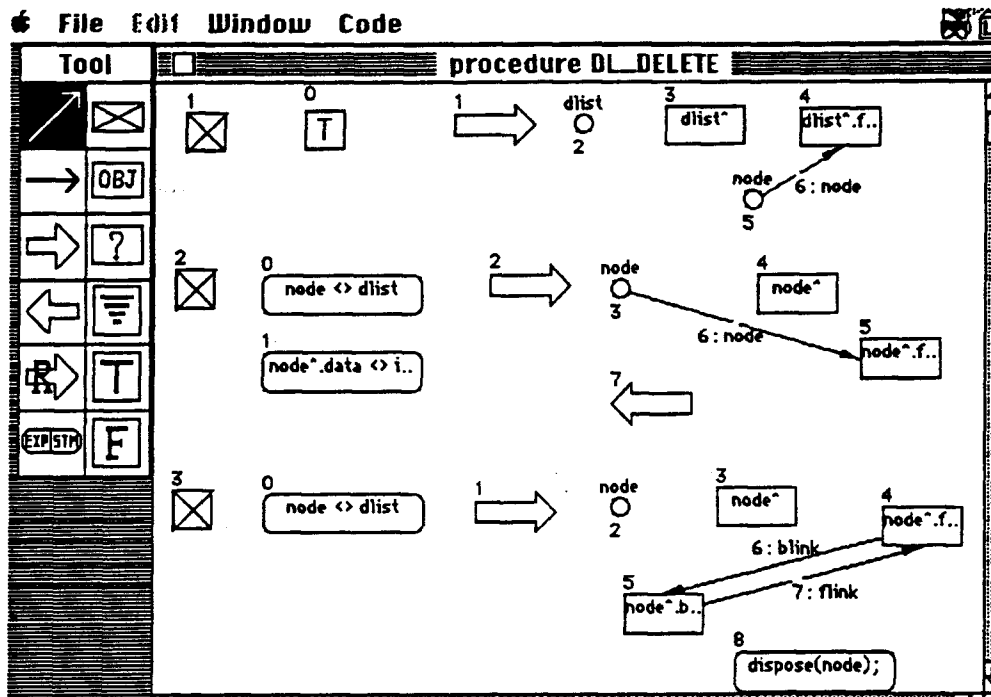 File Edit Window Code
Tool
procedure DL_DELETE
OBJ
?
R
T
EXP STM
F
1 0 1 dlist 3 4
T 2 dlist^ dlist^.f..
node 6 : node
5
2 0 2 node 4
node <> dlist 3 node^
6 : node 5
node^.f..
1 7
node^.data <> i..
3 0 1 node 3 4
node <> dlist 2 node^ node^.f..
6 : blink
5 7 : flink
node^.b..
8
dispose(node);